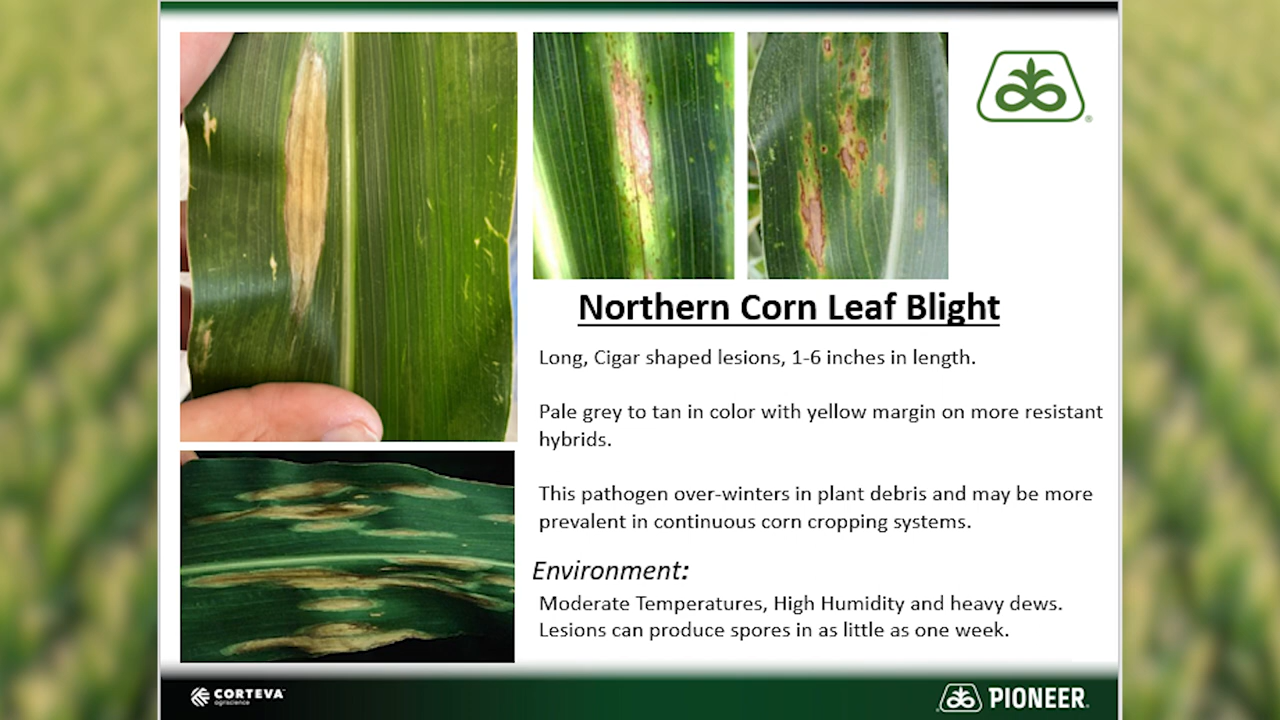 Northern Corn Leaf Blight
Long, Cigar shaped lesions, 1-6 inches in length.
Pale grey to tan in color with yellow margin on more resistant
hybrids.
This pathogen over-winters in plant debris and may be more
prevalent in continuous corn cropping systems.
Environment:
Moderate Temperatures, High Humidity and heavy dews.
Lesions can produce spores in as little as one week.
CORTEVA
agriscience
PIONEER